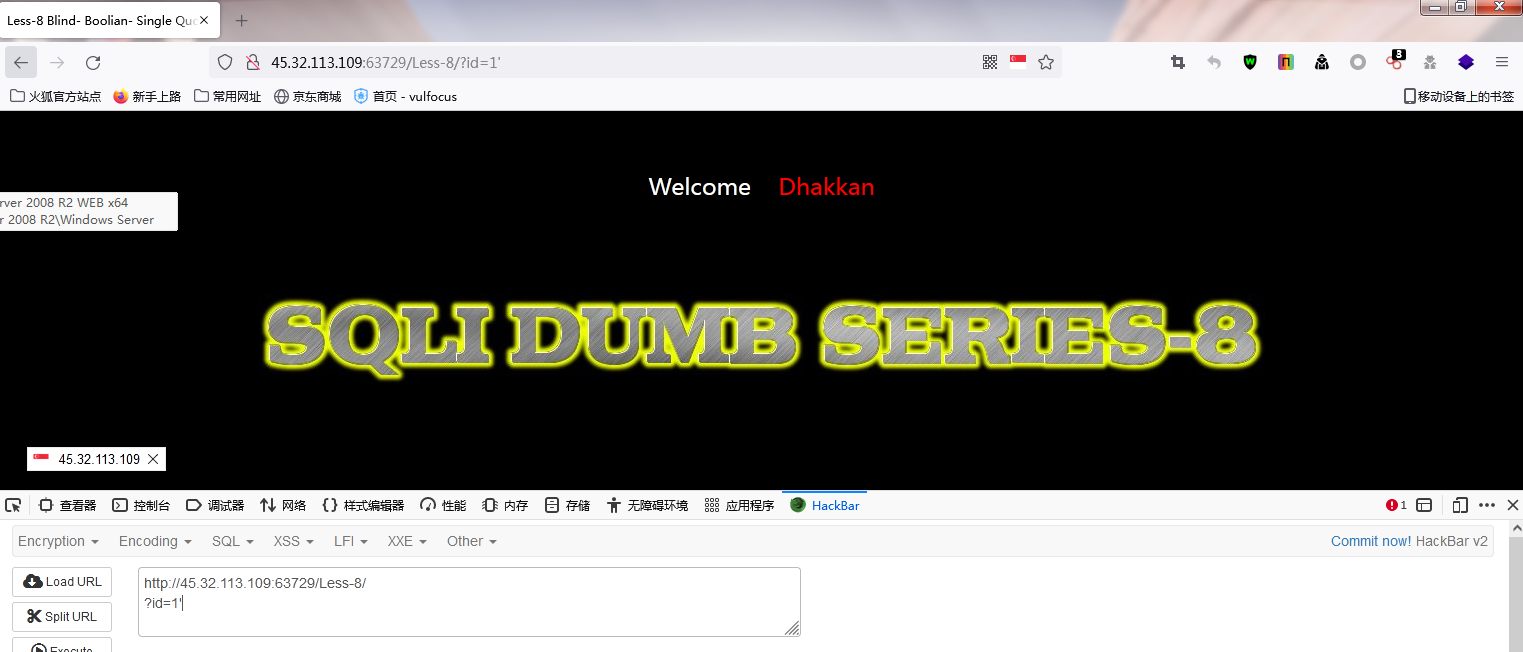 Less-8 Blind- Boolian- Single Quo
45.32.113.109:63729/Less-8/?id=1'
8
火狐官方站点 新手上路 常用网址 京东商城 首页 - vulfocus 移动设备上的书签
Welcome Dhakkan
rver 2008 R2 WEB x64
r 2008 R2\Windows Server
SQLI DUMB SERIES-8
45.32.113.109
查看器 控制台 调试器 网络 样式编辑器 性能 内存 存储 无障碍环境 应用程序 HackBar 1
Encryption Encoding SQL XSS LFI XXE Other Commit now! HackBar v2
Load URL
http://45.32.113.109:63729/Less-8/
?id=1'
Split URL
Execute